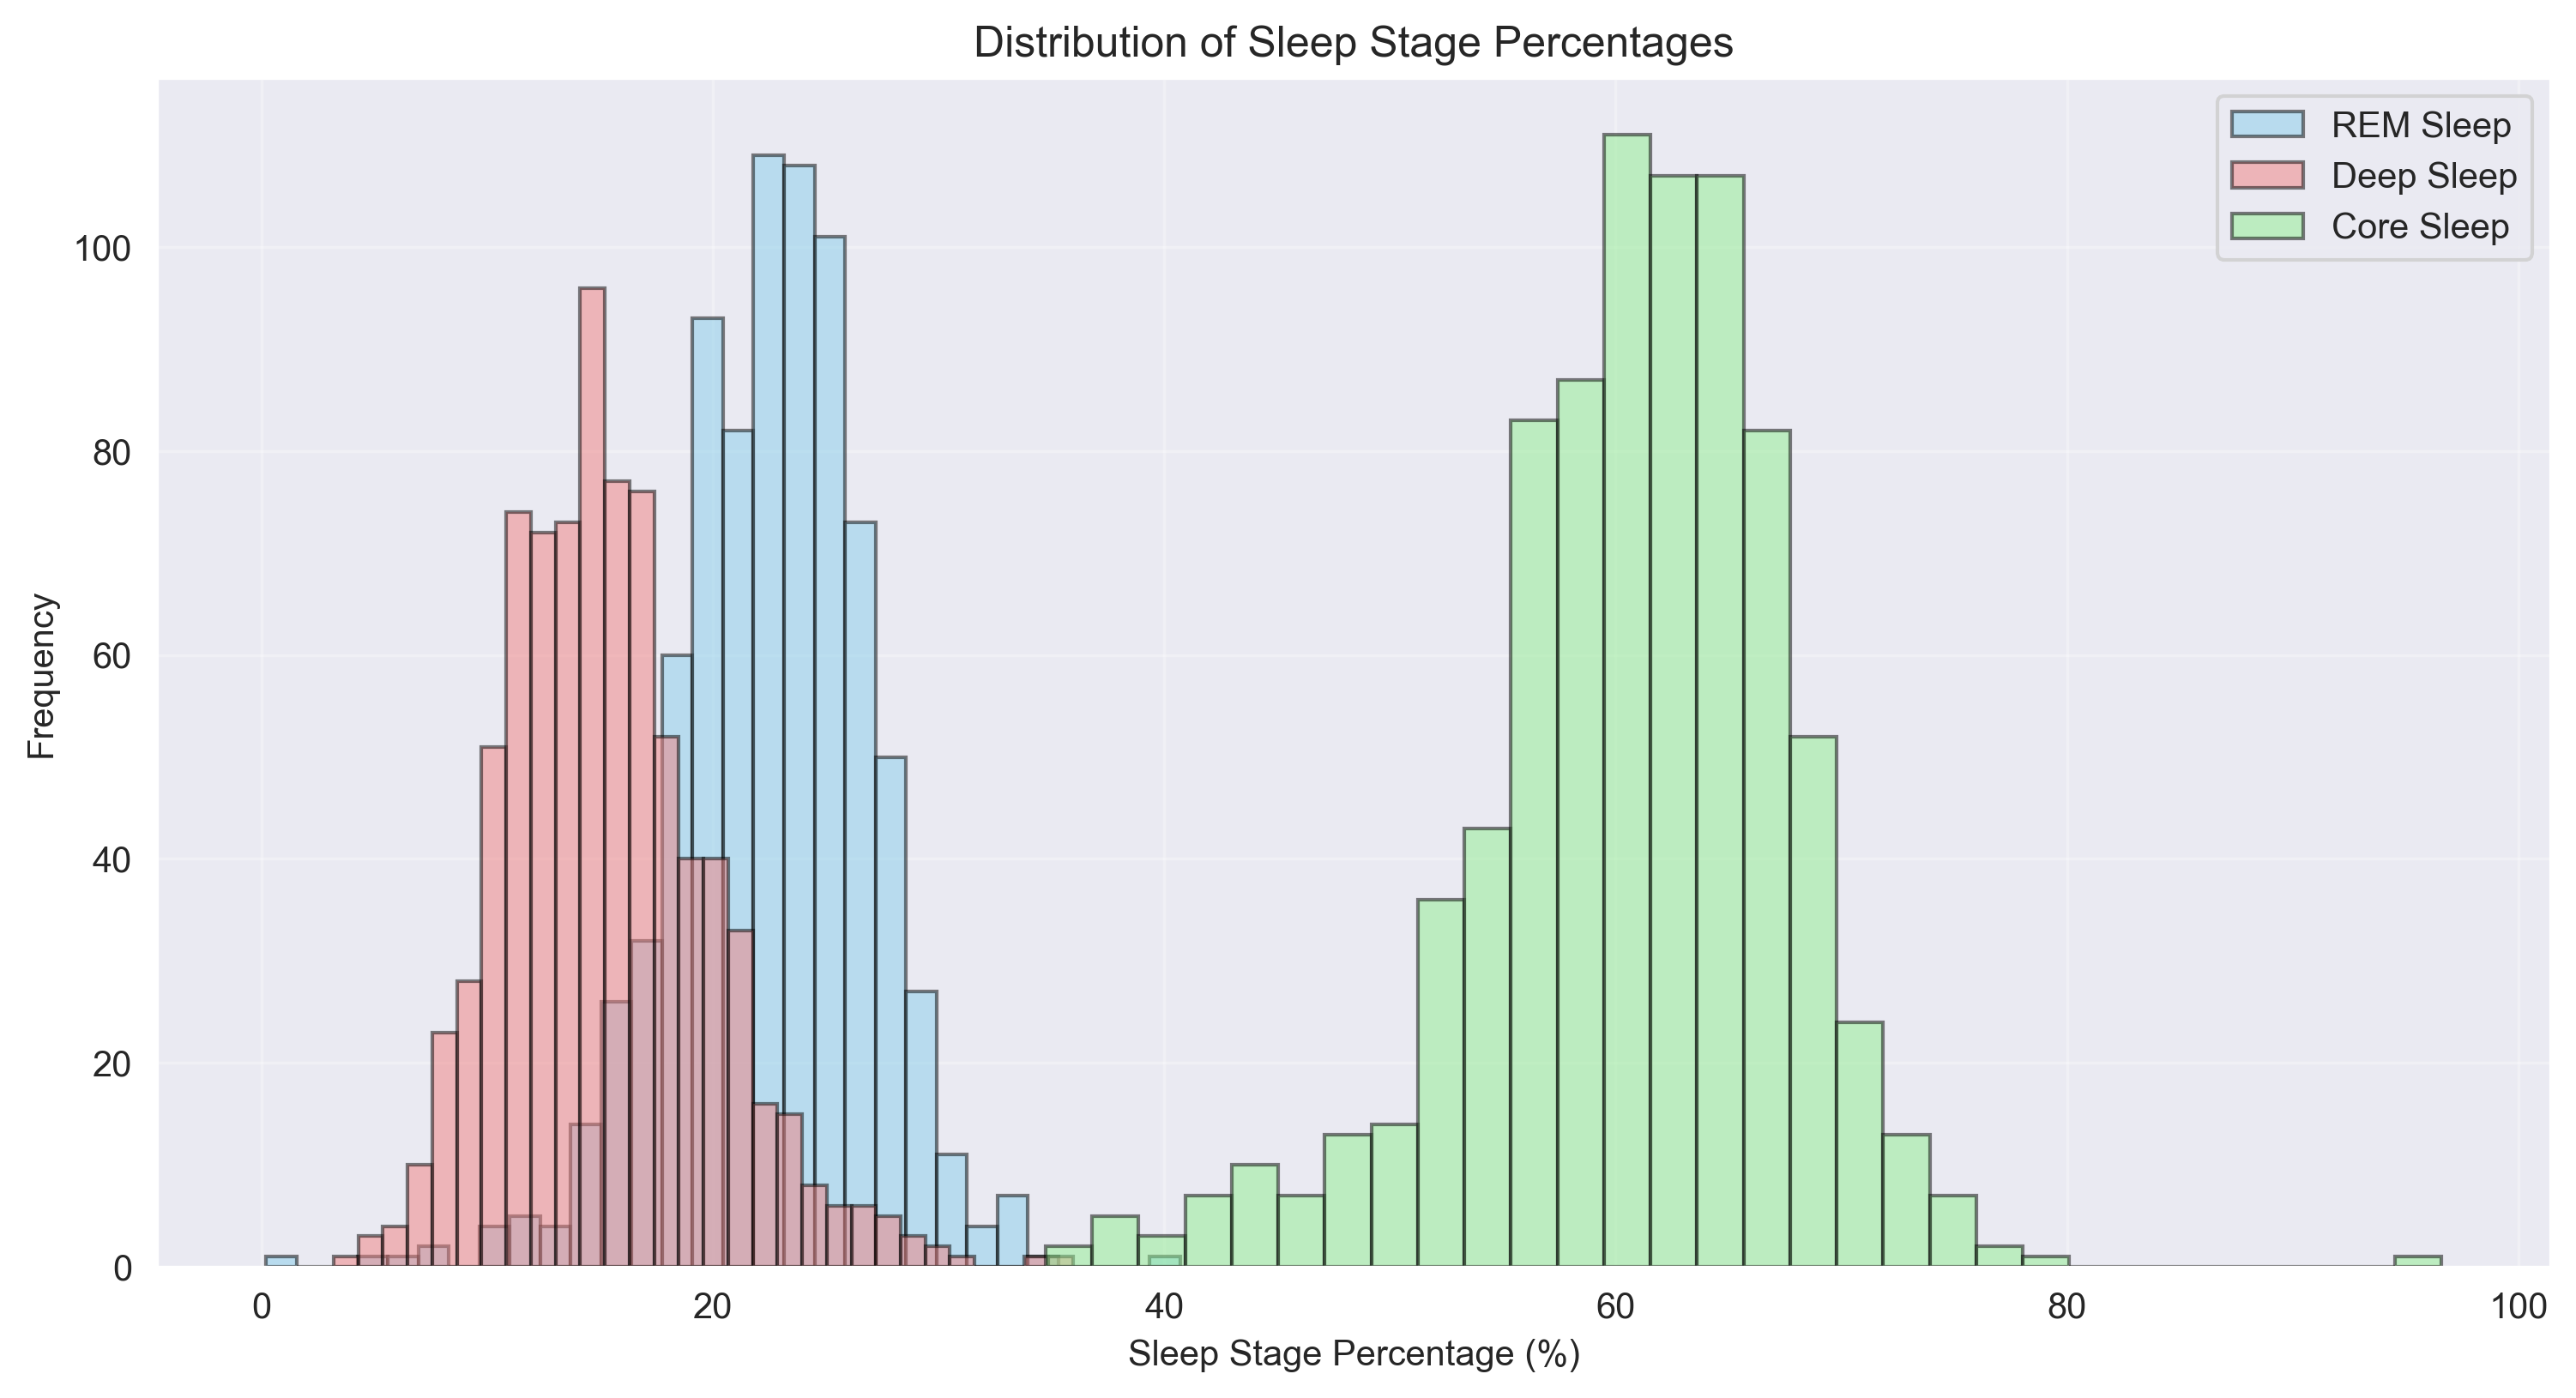 Distribution of Sleep Stage Percentages
REM Sleep
Deep Sleep
Core Sleep
Frequency
100
80
60
40
20
0
0 20 40 60 80 100
Sleep Stage Percentage (%)